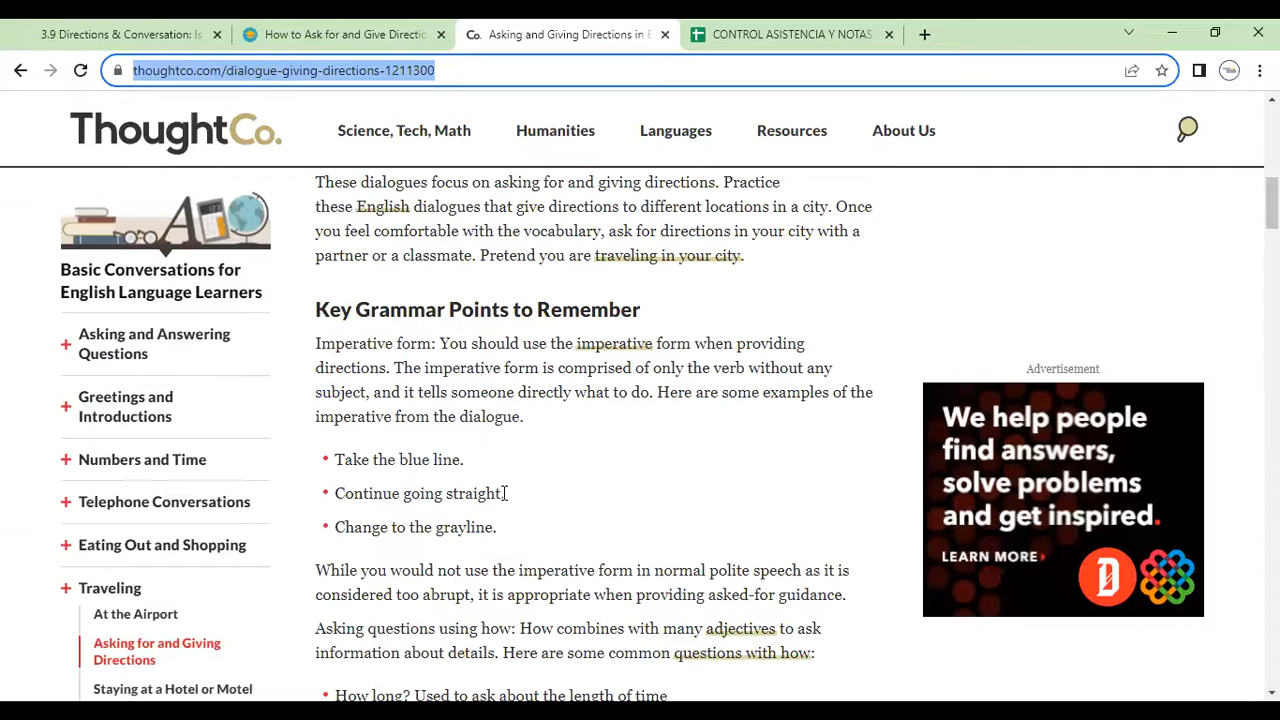 3.9 Directions & Conversation: Is
How to Ask for and Give Directic
Co. Asking and Giving Directions in E
CONTROL ASISTENCIA Y NOTAS
thoughtco.com/dialogue-giving-directions-1211300
ThoughtCo.
Science, Tech, Math
Humanities
Languages
Resources
About Us
Basic Conversations for
English Language Learners
+ Asking and Answering
Questions
+ Greetings and
Introductions
+ Numbers and Time
+ Telephone Conversations
+ Eating Out and Shopping
+ Traveling
At the Airport
Asking for and Giving
Directions
Staying at a Hotel or Motel
These dialogues focus on asking for and giving directions. Practice
these English dialogues that give directions to different locations in a city. Once
you feel comfortable with the vocabulary, ask for directions in your city with a
partner or a classmate. Pretend you are traveling in your city.
Key Grammar Points to Remember
Imperative form: You should use the imperative form when providing
directions. The imperative form is comprised of only the verb without any
subject, and it tells someone directly what to do. Here are some examples of the
imperative from the dialogue.
• Take the blue line.
• Continue going straight.
• Change to the grayline.
While you would not use the imperative form in normal polite speech as it is
considered too abrupt, it is appropriate when providing asked-for guidance.
Asking questions using how: How combines with many adjectives to ask
information about details. Here are some common questions with how:
• How long? Used to ask about the length of time
Advertisement
We help people
find answers,
solve problems
and get inspired.
LEARN MORE
D